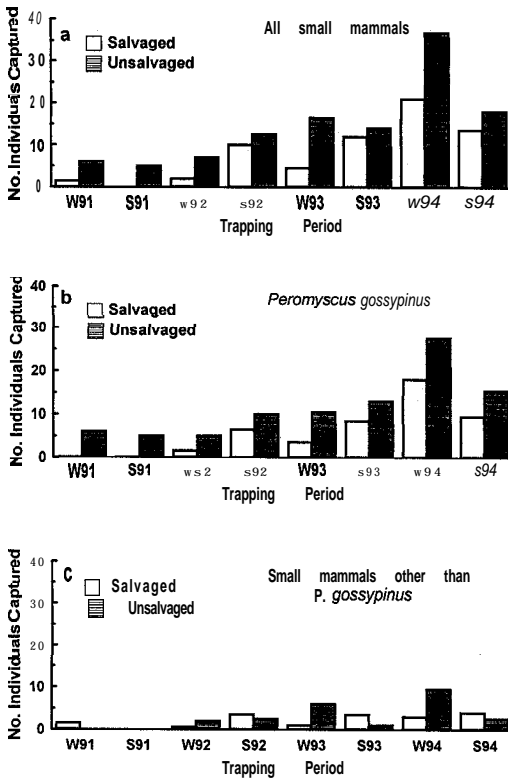 a
All small mammals
Salvaged
Unsalvaged
No. Individuals Captured
40
30
20
10
0
W91 S91 w92 s92 W93 S93 w94 s94
Trapping Period
b
Peromyscus gossypinus
Salvaged
Unsalvaged
No. Individuals Captured
40
30
20
10
0
W91 S91 ws2 s92 W93 s93 w94 s94
Trapping Period
C
Small mammals other than
P. gossypinus
Salvaged
Unsalvaged
No. Individuals Captured
40
30
20
10
0
W91 S91 W92 S92 W93 S93 W94 S94
Trapping Period